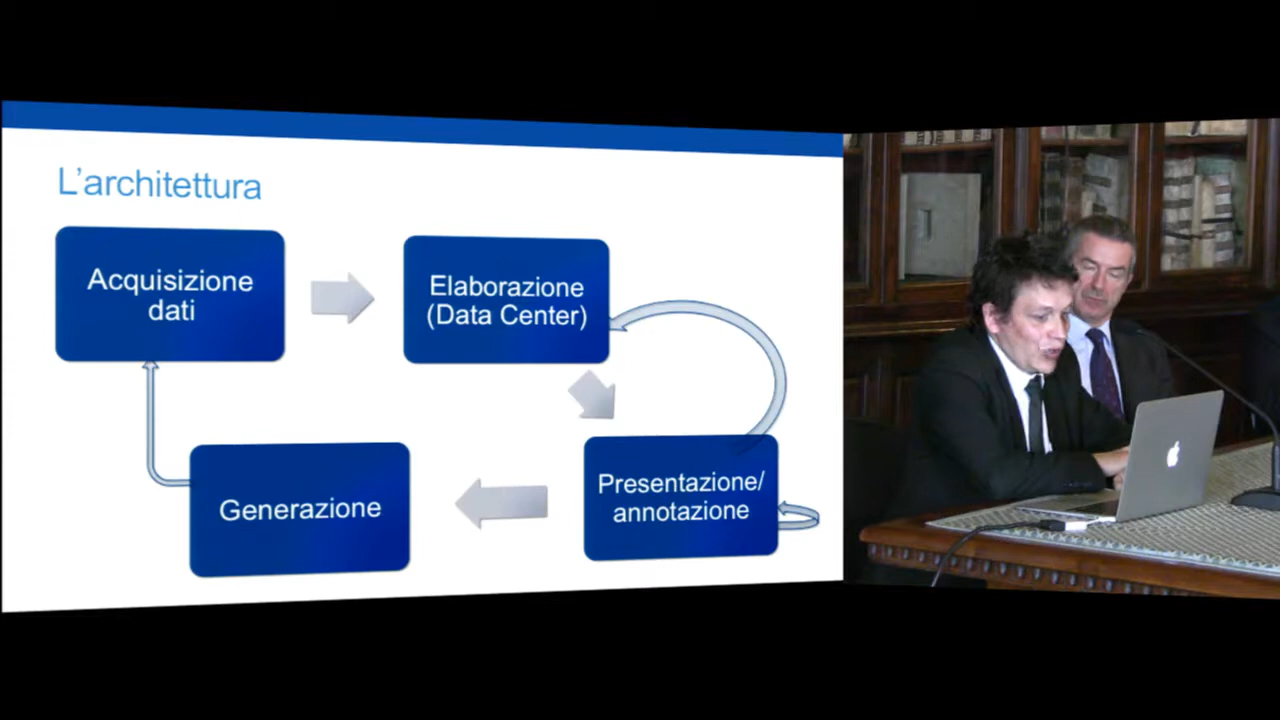 L'architettura
Acquisizione
dati
Elaborazione
(Data Center)
Presentazione/
annotazione
Generazione